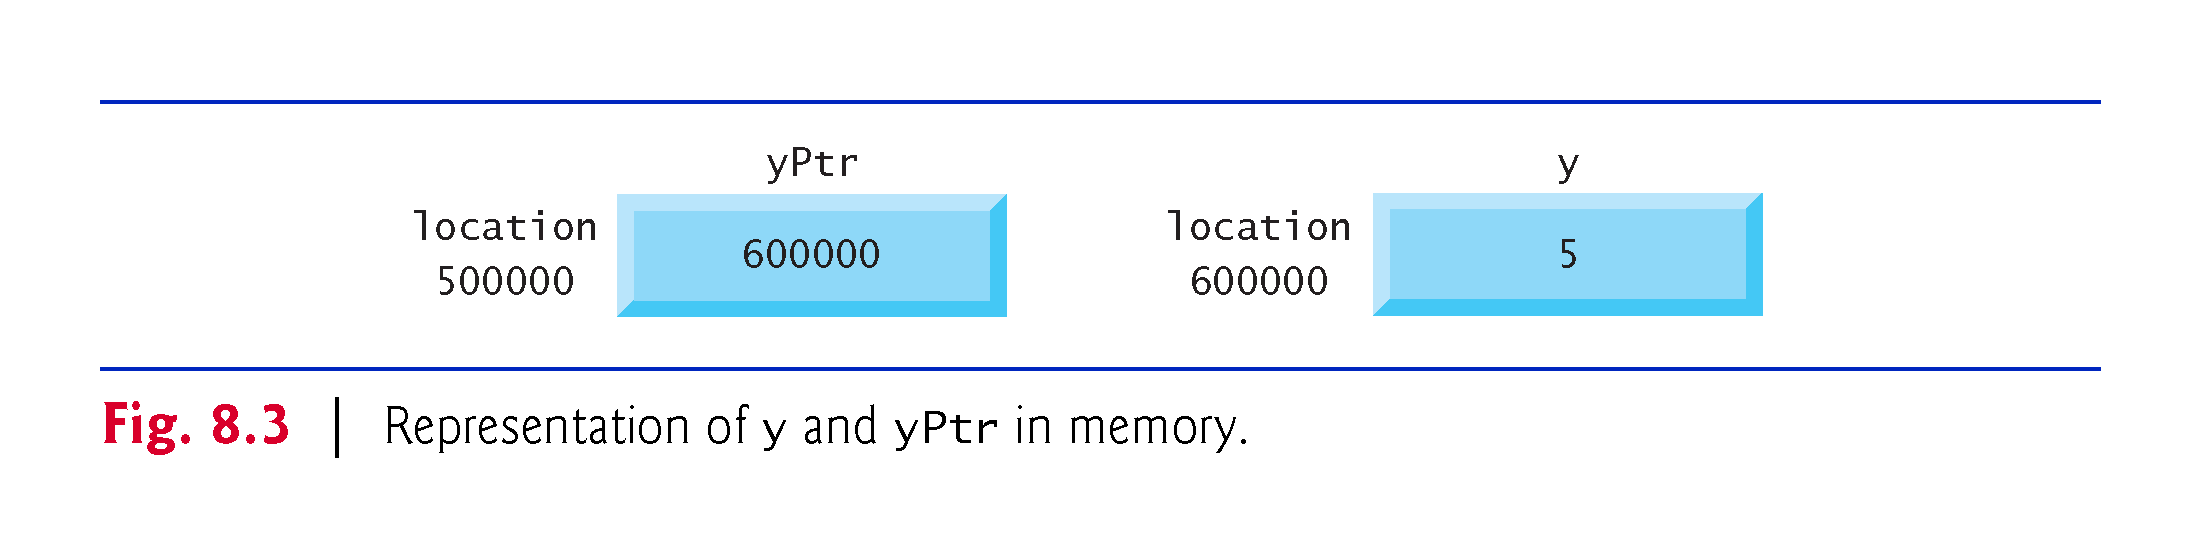 yPtr y
location 600000 location 5
500000 600000
Fig. 8.3 | Representation of y and yPtr in memory.